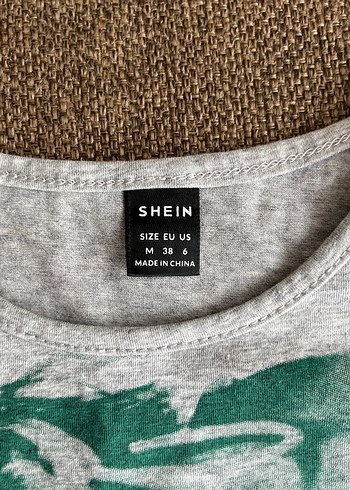 SHEIN
SIZE EU US
M 38 6
MADE IN CHINA